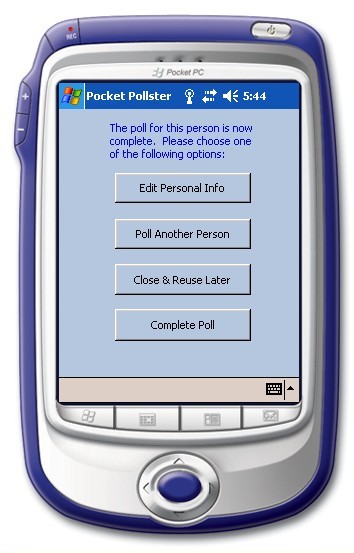 REC
Pocket PC
Pocket Pollster 5:44
The poll for this person is now
complete. Please choose one
of the following options:
Edit Personal Info
Poll Another Person
Close & Reuse Later
Complete Poll